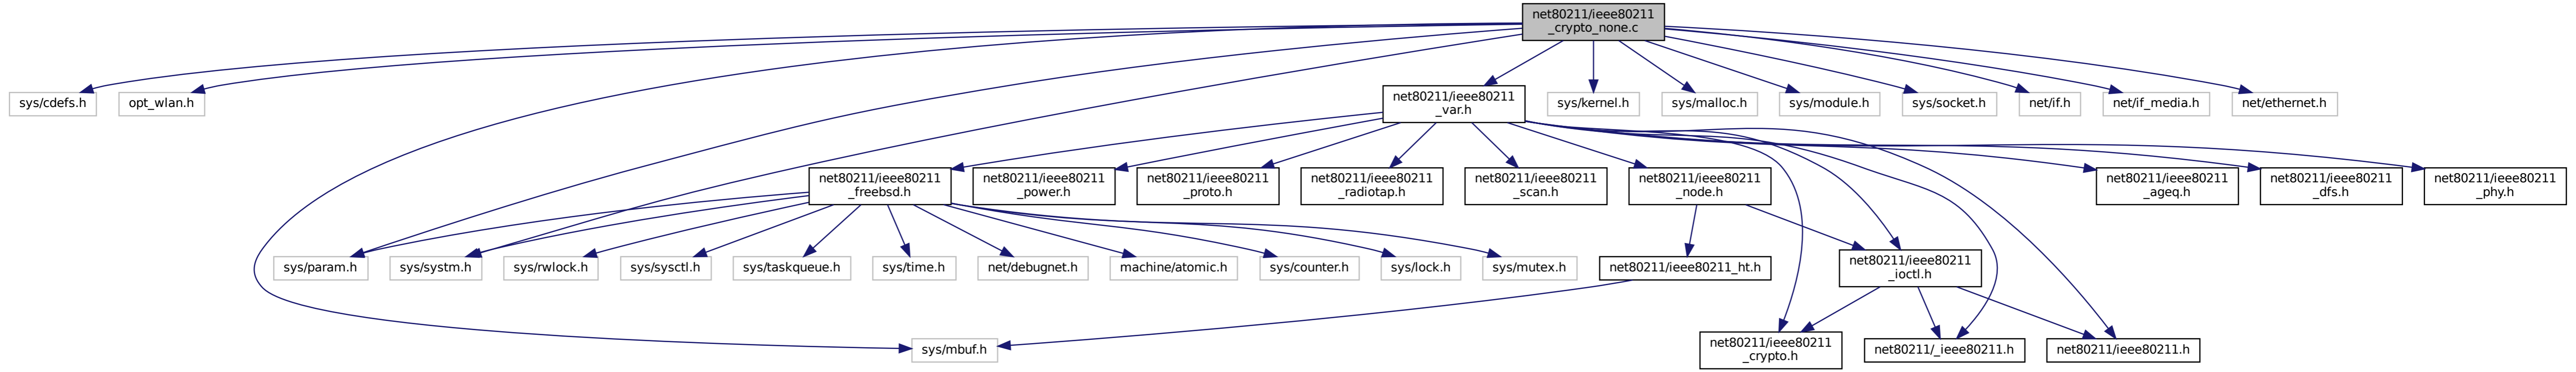 net80211/ieee80211
_crypto_none.c
sys/cdefs.h
opt_wlan.h
net80211/ieee80211
_var.h
sys/kernel.h
sys/malloc.h
sys/module.h
sys/socket.h
net/if.h
net/if_media.h
net/ethernet.h
net80211/ieee80211
_freebsd.h
net80211/ieee80211
_power.h
net80211/ieee80211
_proto.h
net80211/ieee80211
_radiotap.h
net80211/ieee80211
_scan.h
net80211/ieee80211
_node.h
net80211/ieee80211
_ageq.h
net80211/ieee80211
_dfs.h
net80211/ieee80211
_phy.h
sys/param.h
sys/systm.h
sys/rwlock.h
sys/sysctl.h
sys/taskqueue.h
sys/time.h
net/debugnet.h
machine/atomic.h
sys/counter.h
sys/lock.h
sys/mutex.h
net80211/ieee80211_ht.h
net80211/ieee80211
_ioctl.h
sys/mbuf.h
net80211/ieee80211
_crypto.h
net80211/_ieee80211.h
net80211/ieee80211.h